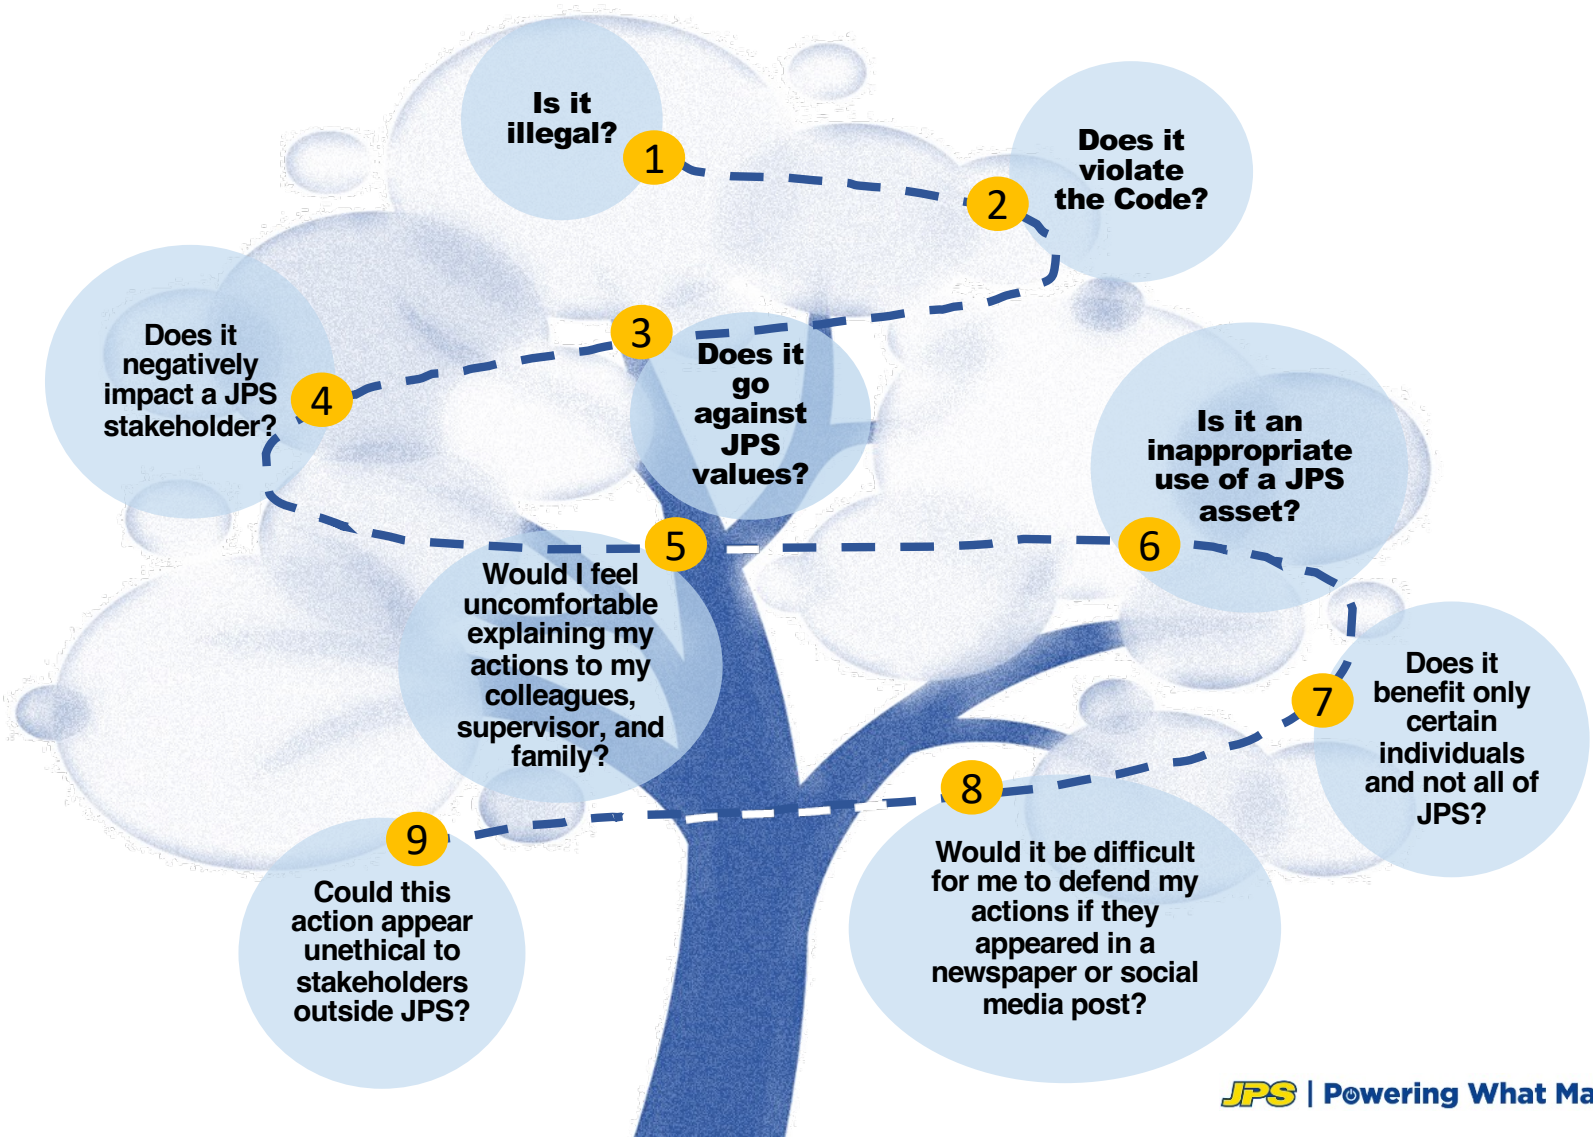 Is it
illegal?
1
2
Does it
violate
the Code?
3
Does it
go
against
JPS
values?
4
Does it
negatively
impact a JPS
stakeholder?
5
Would I feel
uncomfortable
explaining my
actions to my
colleagues,
supervisor, and
family?
6
Is it an
inappropriate
use of a JPS
asset?
7
Does it
benefit only
certain
individuals
and not all of
JPS?
8
Would it be difficult
for me to defend my
actions if they
appeared in a
newspaper or social
media post?
9
Could this
action appear
unethical to
stakeholders
outside JPS?
JPS | Powering What Ma